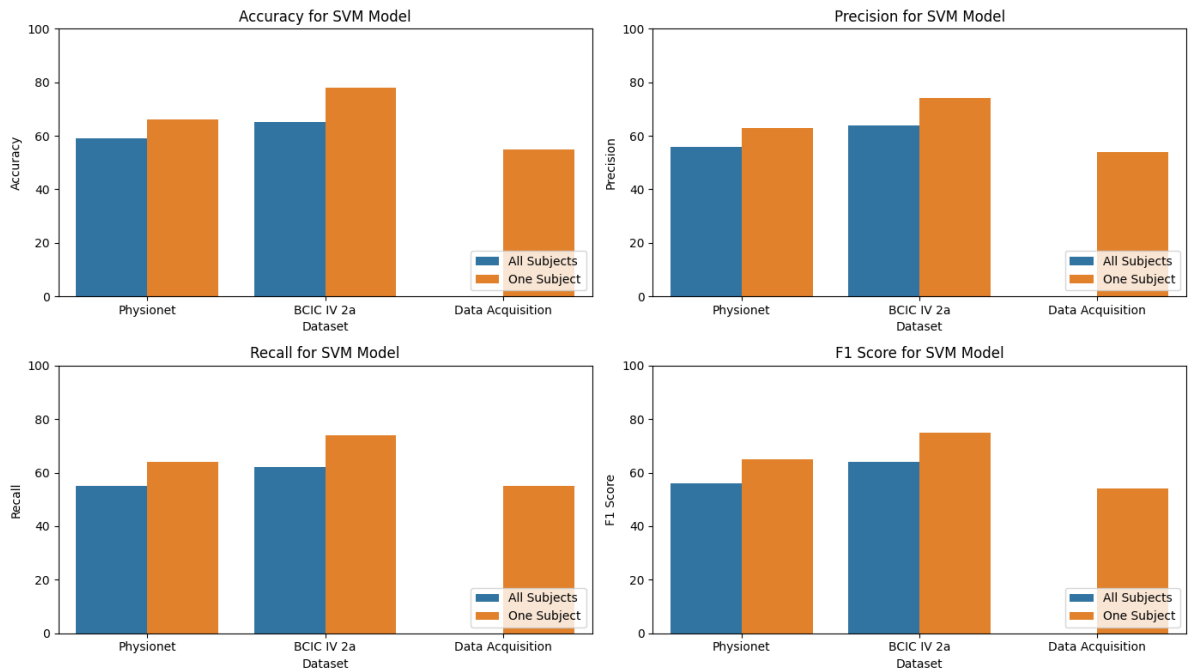 Accuracy for SVM Model
100
80
60
40
20
0
Accuracy
All Subjects
One Subject
Physionet
BCIC IV 2a
Data Acquisition
Dataset
Precision for SVM Model
100
80
60
40
20
0
Precision
All Subjects
One Subject
Physionet
BCIC IV 2a
Data Acquisition
Dataset
Recall for SVM Model
100
80
60
40
20
0
Recall
All Subjects
One Subject
Physionet
BCIC IV 2a
Data Acquisition
Dataset
F1 Score for SVM Model
100
80
60
40
20
0
F1 Score
All Subjects
One Subject
Physionet
BCIC IV 2a
Data Acquisition
Dataset